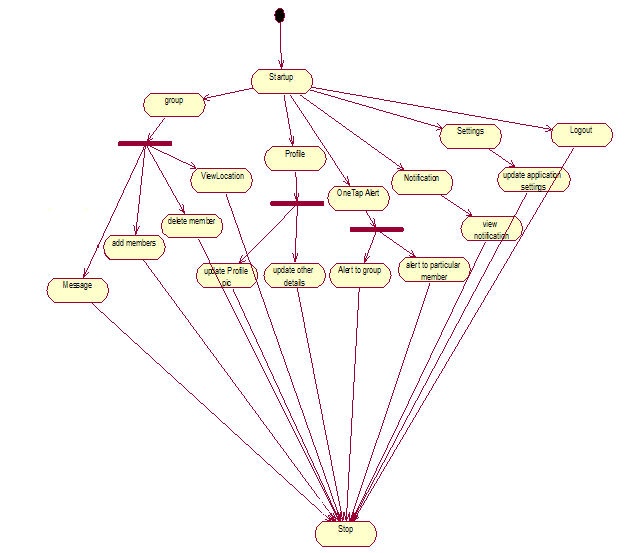 Startup
group
Settings
Logout
Profile
ViewLocation
Notification
update application
settings
OneTap Alert
delete member
view
notification
add members
Message
update Profile
pic
update other
details
Alert to group
alert to particular
member
Stop